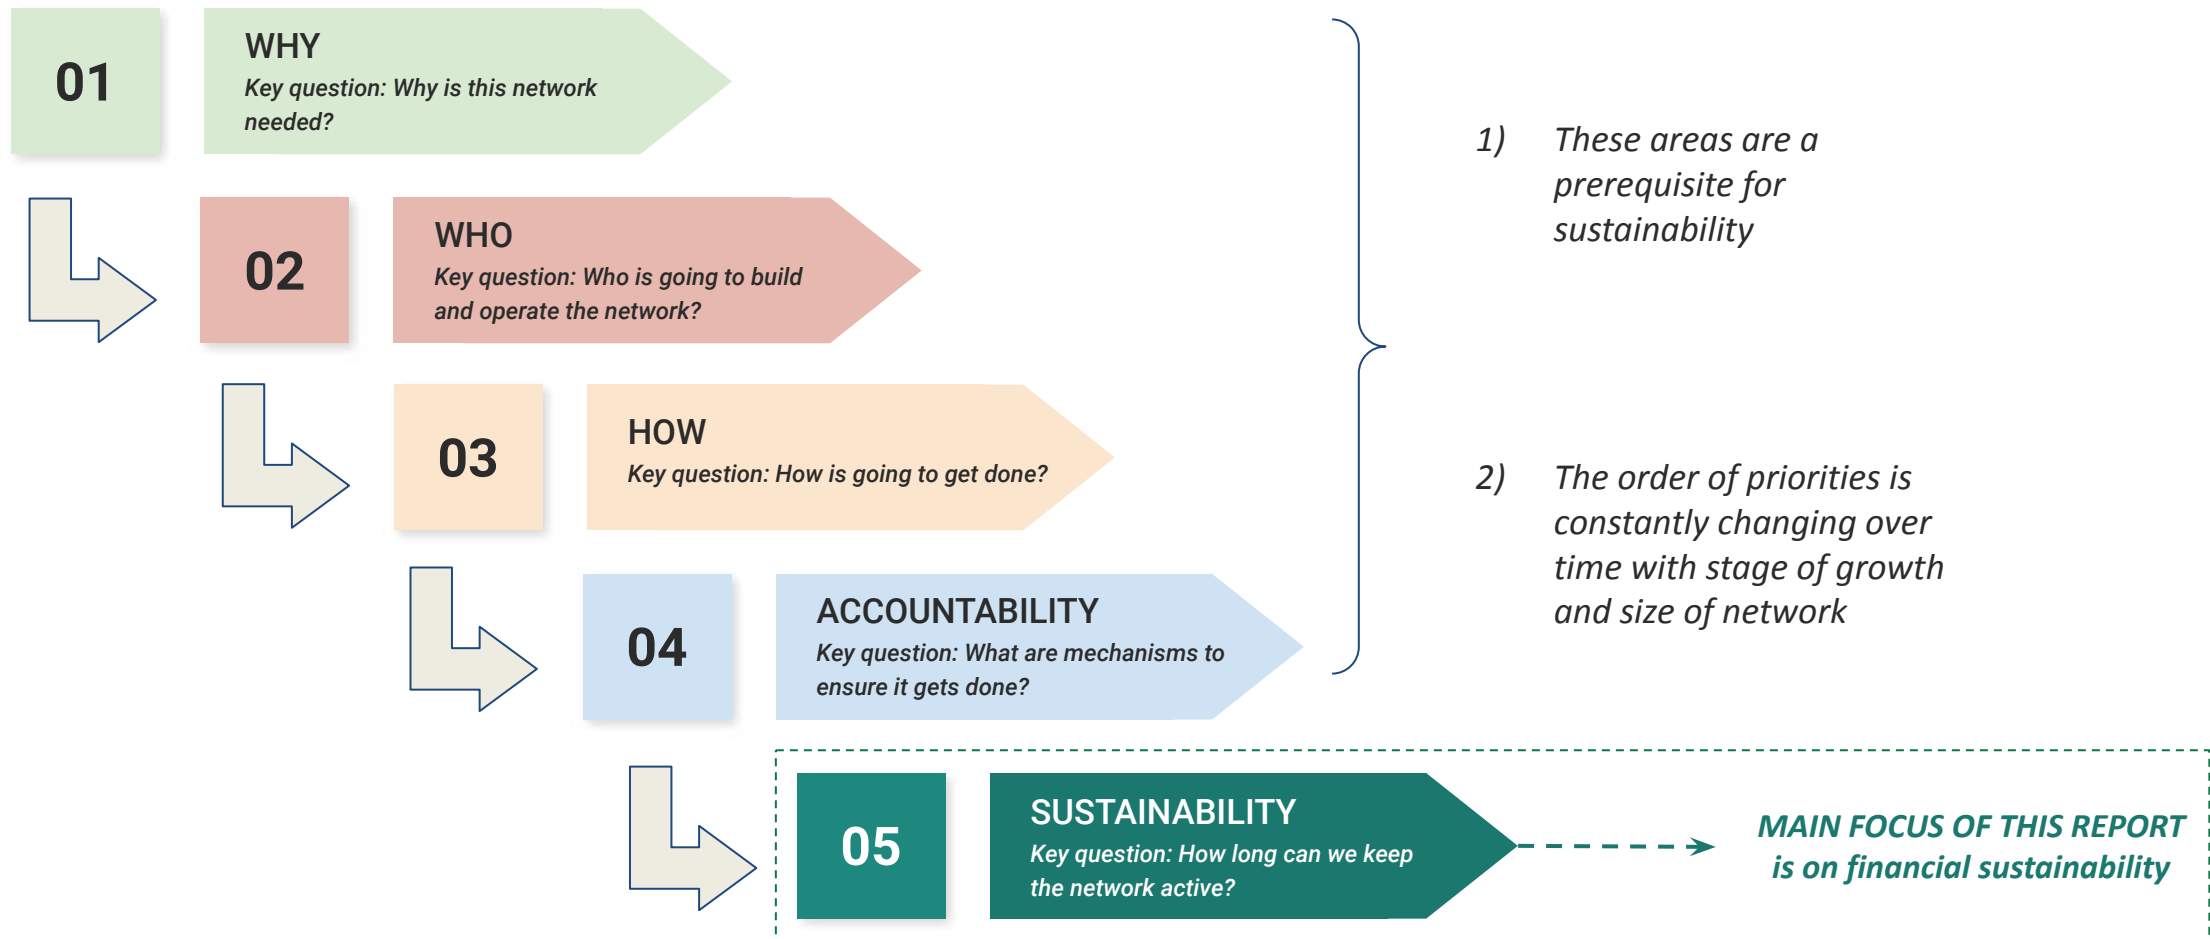 01
WHY
Key question: Why is this network
needed?
02
WHO
Key question: Who is going to build
and operate the network?
03
HOW
Key question: How is going to get done?
04
ACCOUNTABILITY
Key question: What are mechanisms to
ensure it gets done?
05
SUSTAINABILITY
Key question: How long can we keep
the network active?
1) These areas are a
prerequisite for
sustainability
2) The order of priorities is
constantly changing over
time with stage of growth
and size of network
MAIN FOCUS OF THIS REPORT
is on financial sustainability